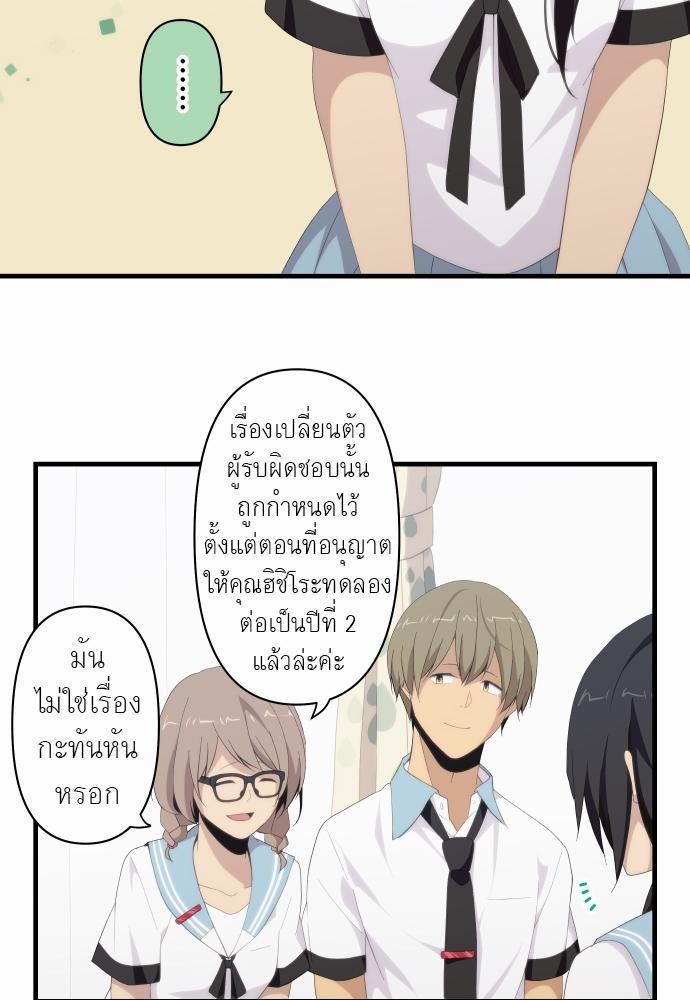 ........
เรื่องเปลี่ยนตัว
ผู้รับผิดชอบนั้น
ถูกกำหนดไว้
ตั้งแต่ตอนที่อนุญาต
ให้คุณฮิชิโระทดลอง
ต่อเป็นปีที่ 2
แล้วล่ะค่ะ
มัน
ไม่ใช่เรื่อง
กะทันหัน
หรอก